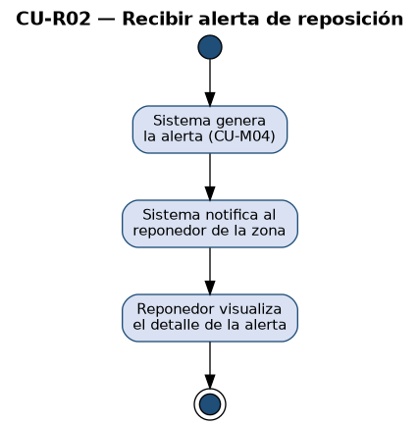 CU-R02 — Recibir alerta de reposición
Sistema genera
la alerta (CU-M04)
Sistema notifica al
reponedor de la zona
Reponedor visualiza
el detalle de la alerta